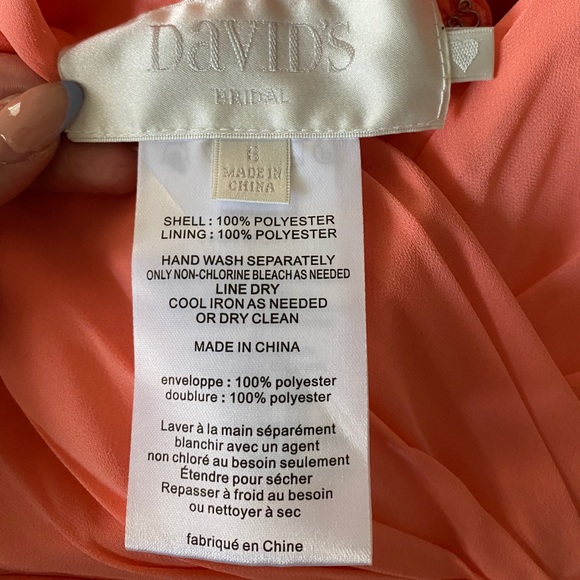 DaVID'S
BRIDAL
MADE IN
CHINA
SHELL : 100% POLYESTER
LINING : 100% POLYESTER
HAND WASH SEPARATELY
ONLY NON-CHLORINE BLEACH AS NEEDED
LINE DRY
COOL IRON AS NEEDED
OR DRY CLEAN
MADE IN CHINA
enveloppe : 100% polyester
doublure : 100% polyester
Laver à la main séparément
blanchir avec un agent
non chloré au besoin seulement
Étendre pour sécher
Repasser à froid au besoin
ou nettoyer à sec
fabriqué en Chine